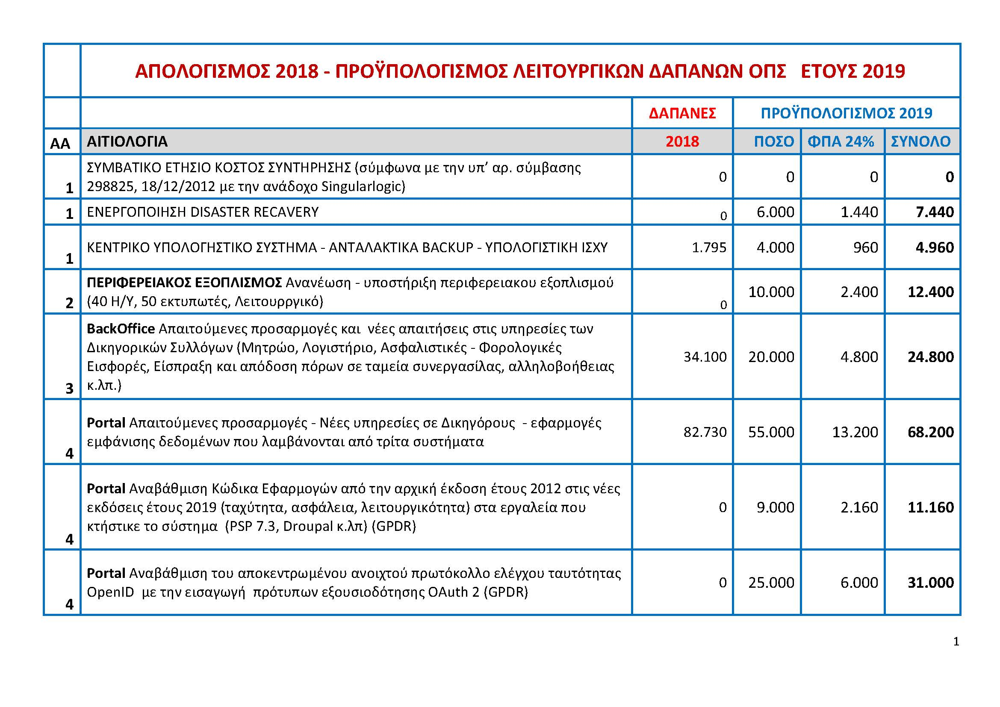 ΑΠΟΛΟΓΙΣΜΟΣ 2018 - ΠΡΟΫΠΟΛΟΓΙΣΜΟΣ ΛΕΙΤΟΥΡΓΙΚΩΝ ΔΑΠΑΝΩΝ ΟΠΣ ΕΤΟΥΣ 2019
ΔΑΠΑΝΕΣ ΠΡΟΫΠΟΛΟΓΙΣΜΟΣ 2019
ΑΑ ΑΙΤΙΟΛΟΓΙΑ 2018 ΠΟΣΟ ΦΠΑ 24% ΣΥΝΟΛΟ
ΣΥΜΒΑΤΙΚΟ ΕΤΗΣΙΟ ΚΟΣΤΟΣ ΣΥΝΤΗΡΗΣΗΣ (σύμφωνα με την υπ’ αρ. σύμβασης
1 298825, 18/12/2012 με την ανάδοχο Singularlogic) 0 0 0 0
1 ΕΝΕΡΓΟΠΟΙΗΣΗ DISASTER RECAVERY 0 6.000 1.440 7.440
1 ΚΕΝΤΡΙΚΟ ΥΠΟΛΟΓΗΣΤΙΚΟ ΣΥΣΤΗΜΑ - ΑΝΤΑΛΑΚΤΙΚΑ BACKUP - ΥΠΟΛΟΓΙΣΤΙΚΗ ΙΣΧΥ 1.795 4.000 960 4.960
ΠΕΡΙΦΕΡΕΙΑΚΟΣ ΕΞΟΠΛΙΣΜΟΣ Ανανέωση - υποστήριξη περιφερειακου εξοπλισμού
2 (40 Η/Υ, 50 εκτυπωτές, Λειτουρργικό) 0 10.000 2.400 12.400
BackOffice Απαιτούμενες προσαρμογές και νέες απαιτήσεις στις υπηρεσίες των
Δικηγορικών Συλλόγων (Μητρώο, Λογιστήριο, Ασφαλιστικές - Φορολογικές
Εισφορές, Είσπραξη και απόδοση πόρων σε ταμεία συνεργασίλας, αλληλοβοήθειας
3 κ.λπ.) 34.100 20.000 4.800 24.800
Portal Απαιτούμενες προσαρμογές - Νέες υπηρεσίες σε Δικηγόρους - εφαρμογές
εμφάνισης δεδομένων που λαμβάνονται από τρίτα συστήματα
4 82.730 55.000 13.200 68.200
Portal Αναβάθμιση Κώδικα Εφαρμογών από την αρχική έκδοση έτους 2012 στις νέες
εκδόσεις έτους 2019 (ταχύτητα, ασφάλεια, λειτουργικότητα) στα εργαλεία που
κτήστικε το σύστημα (PSP 7.3, Droupal κ.λπ) (GPDR)
4 0 9.000 2.160 11.160
Portal Αναβάθμιση του αποκεντρωμένου ανοιχτού πρωτόκολλο ελέγχου ταυτότητας
OpenID με την εισαγωγή πρότυπων εξουσιοδότησης OAuth 2 (GPDR)
4 0 25.000 6.000 31.000
1